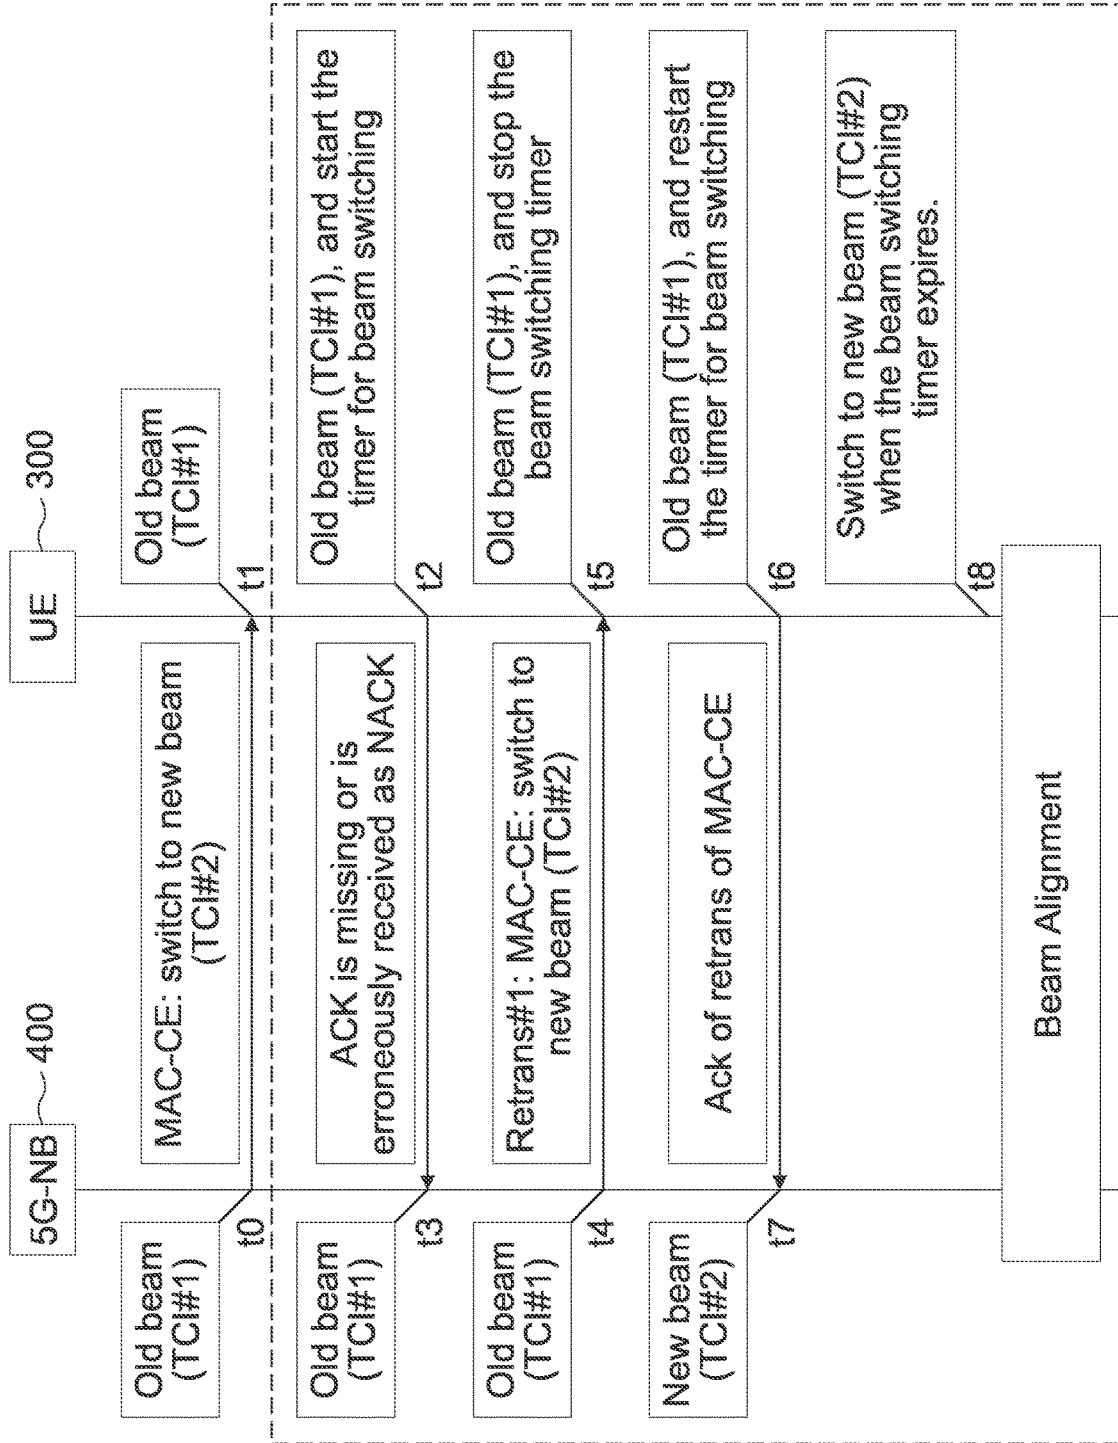 5G-NB
400
UE
300
Old beam
(TCI#1)
t0
MAC-CE: switch to new beam
(TCI#2)
Old beam
(TCI#1)
t1
Old beam
(TCI#1)
t3
ACK is missing or is
erroneously received as NACK
Old beam (TCI#1), and start the
timer for beam switching
t2
Old beam
(TCI#1)
t4
Retrans#1: MAC-CE: switch to
new beam (TCI#2)
Old beam (TCI#1), and stop the
beam switching timer
t5
New beam
(TCI#2)
t7
Ack of retrans of MAC-CE
Old beam (TCI#1), and restart
the timer for beam switching
t6
Switch to new beam (TCI#2)
when the beam switching
timer expires.
t8
Beam Alignment